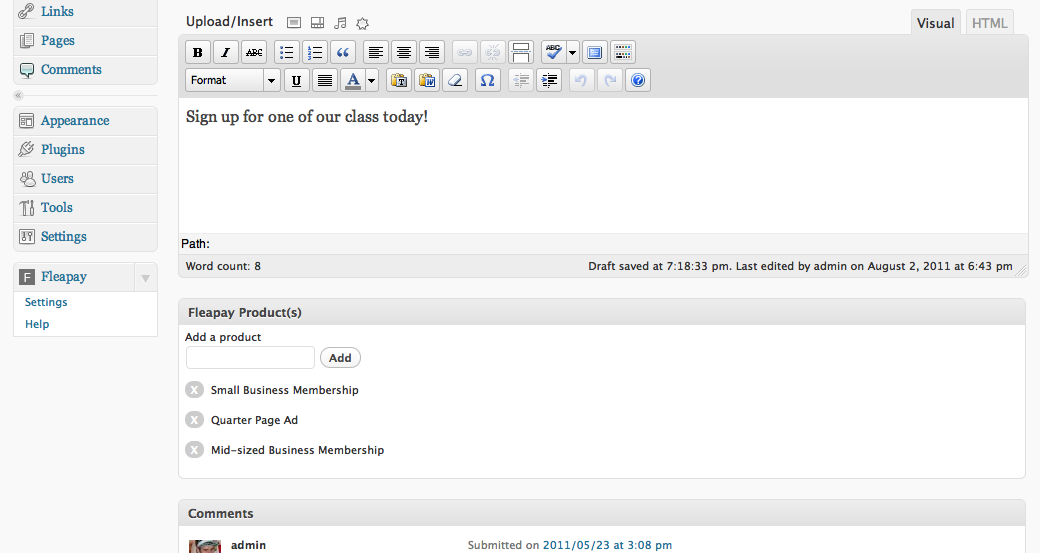 Links
Pages
Comments
Appearance
Plugins
Users
Tools
Settings
F Fleapay
Settings
Help
Upload/Insert
Visual HTML
B I ABC ABC
Format U A T W Ω ?
Sign up for one of our class today!
Path:
Word count: 8 Draft saved at 7:18:33 pm. Last edited by admin on August 2, 2011 at 6:43 pm
Fleapay Product(s)
Add a product
Add
X Small Business Membership
X Quarter Page Ad
X Mid-sized Business Membership
Comments
admin Submitted on 2011/05/23 at 3:08 pm